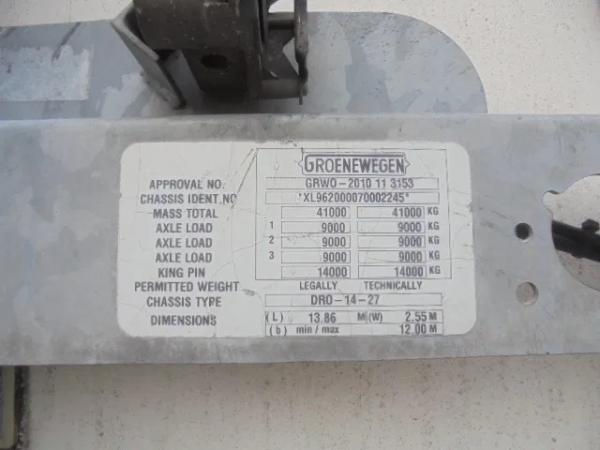 GROENEWEGEN
APPROVAL NO. GRWO-2010 11 3153
CHASSIS IDENT.NO *XL962000070002245*
MASS TOTAL 41000 41000 KG
AXLE LOAD 1 9000 9000 KG
AXLE LOAD 2 9000 9000 KG
AXLE LOAD 3 9000 9000 KG
KING PIN 14000 14000 KG
PERMITTED WEIGHT LEGALLY TECHNICALLY
CHASSIS TYPE DRO-14-27
DIMENSIONS (L) 13.86 M (W) 2.55 M
(b) min / max 12.00 M